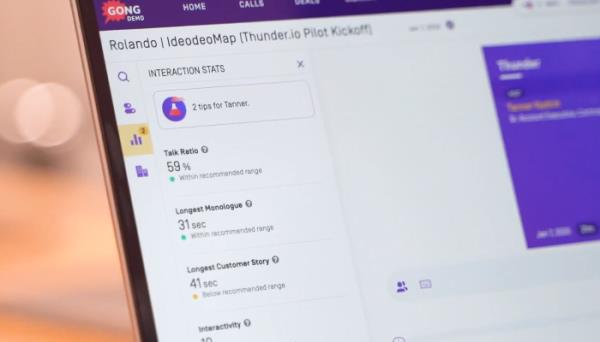 GONG
DEMO
HOME
CALLS
DEALS
Rolando | IdeodeoMap (Thunder.io Pilot Kickoff)
INTERACTION STATS
2 tips for Tanner.
2
Talk Ratio
59 %
Within recommended range
Longest Monologue
31 sec
Within recommended range
Longest Customer Story
41 sec
Below recommended range
Interactivity
Thunder